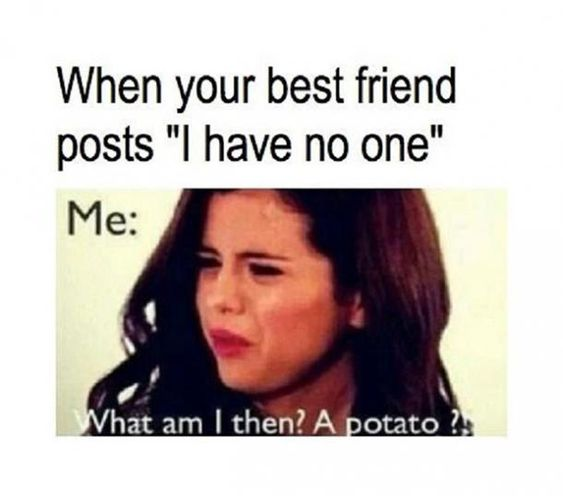 When your best friend
posts "I have no one"
Me:
What am I then? A potato ?!